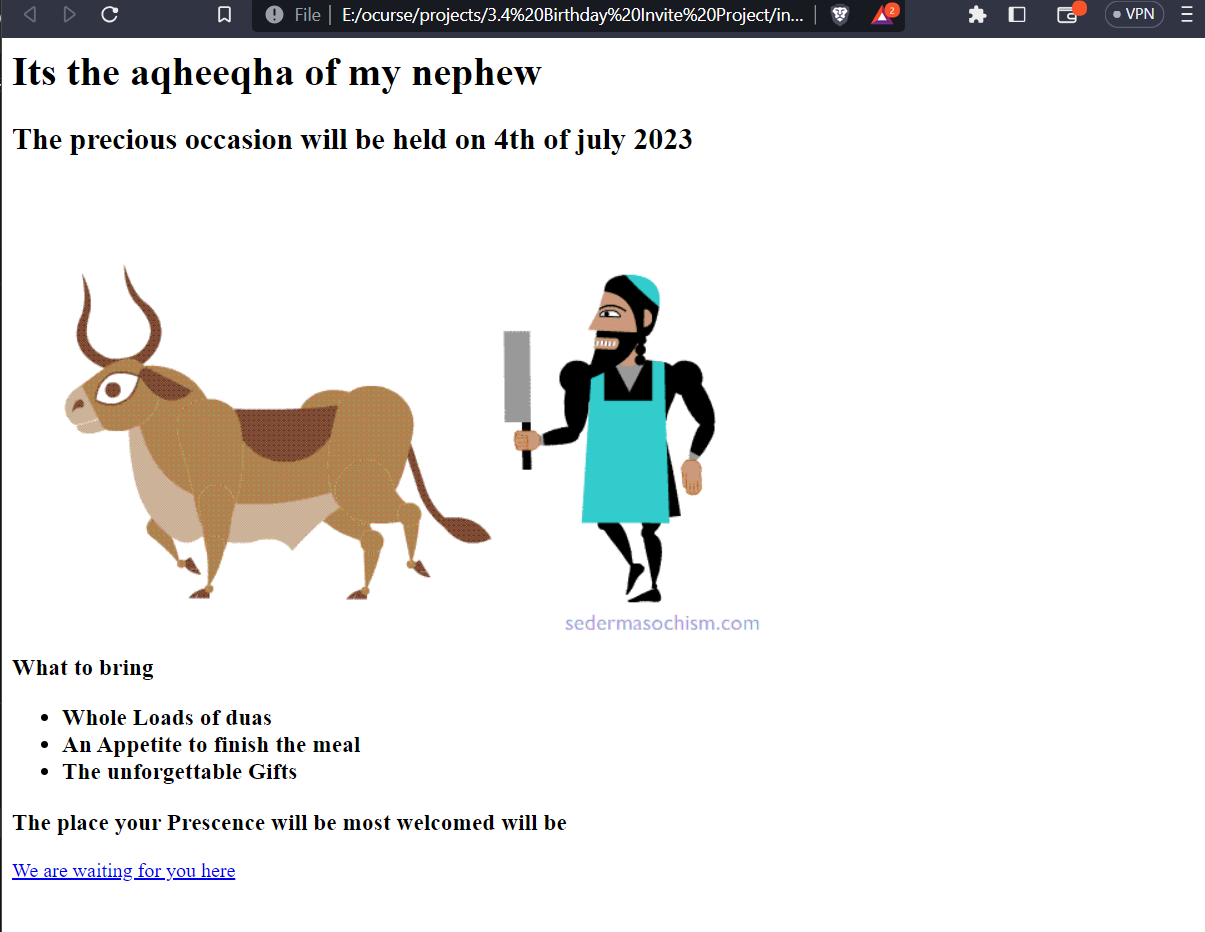 File
E:/ocurse/projects/3.4%20Birthday%20Invite%20Project/in...
2
VPN
Its the aqheeqha of my nephew
The precious occasion will be held on 4th of july 2023
sedermasochism.com
What to bring
Whole Loads of duas
An Appetite to finish the meal
The unforgettable Gifts
The place your Prescence will be most welcomed will be
We are waiting for you here